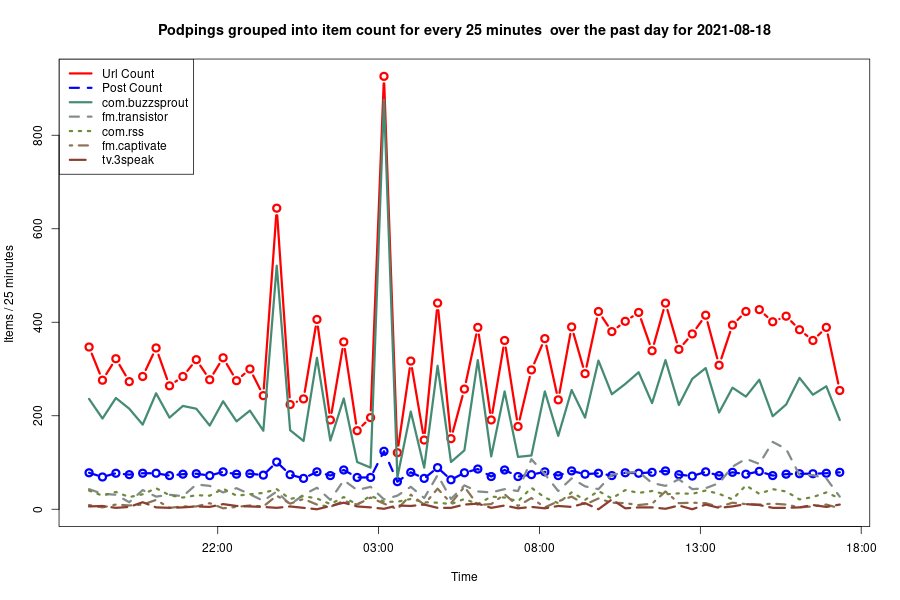 Podpings grouped into item count for every 25 minutes  over the past day for 2021-08-18
Url Count
Post Count
com.buzzsprout
fm.transistor
com.rss
fm.captivate
tv.3speak
Items / 25 minutes
800
600
400
200
0
22:00 03:00 08:00 13:00 18:00
Time